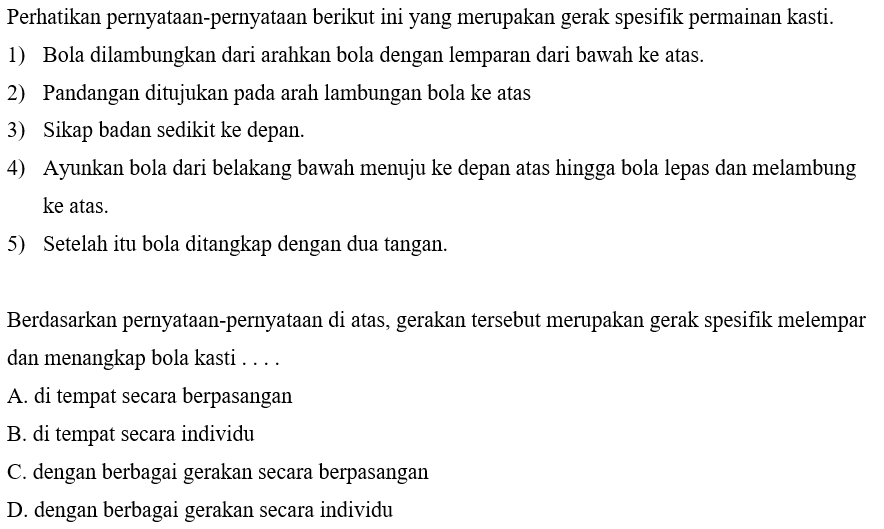 Perhatikan pernyataan-pernyataan berikut ini yang merupakan gerak spesifik permainan kasti.
1) Bola dilambungkan dari arahkan bola dengan lemparan dari bawah ke atas.
2) Pandangan ditujukan pada arah lambungan bola ke atas
3) Sikap badan sedikit ke depan.
4) Ayunkan bola dari belakang bawah menuju ke depan atas hingga bola lepas dan melambung
ke atas.
5) Setelah itu bola ditangkap dengan dua tangan.
Berdasarkan pernyataan-pernyataan di atas, gerakan tersebut merupakan gerak spesifik melempar
dan menangkap bola kasti . . . .
A. di tempat secara berpasangan
B. di tempat secara individu
C. dengan berbagai gerakan secara berpasangan
D. dengan berbagai gerakan secara individu